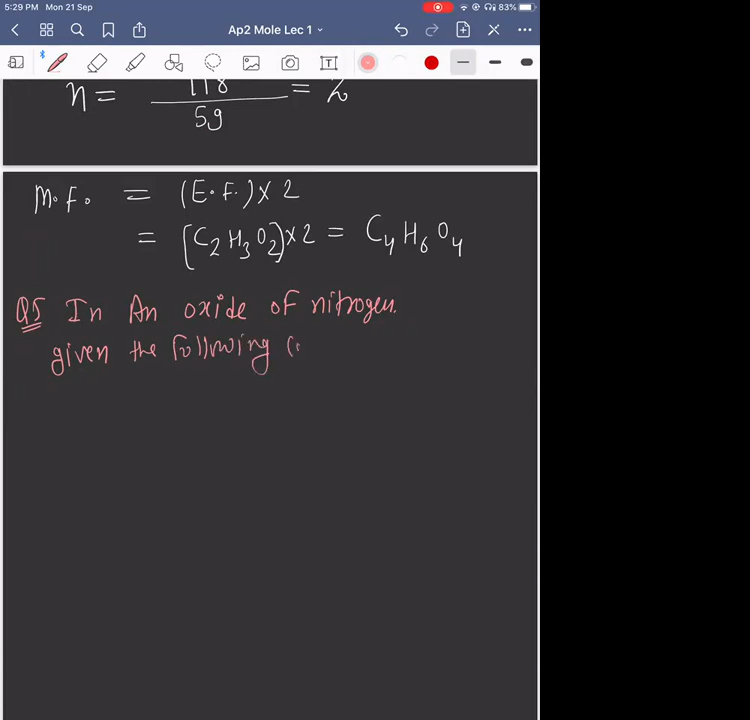 5:29 PM Mon 21 Sep 83%
Ap2 Mole Lec 1
n = 118 / 59 = 2
M.F. = (E.F.) x 2
= [C2H3O2] x 2 = C4H6O4
Q5 In An oxide of nitrogen.
given the following (